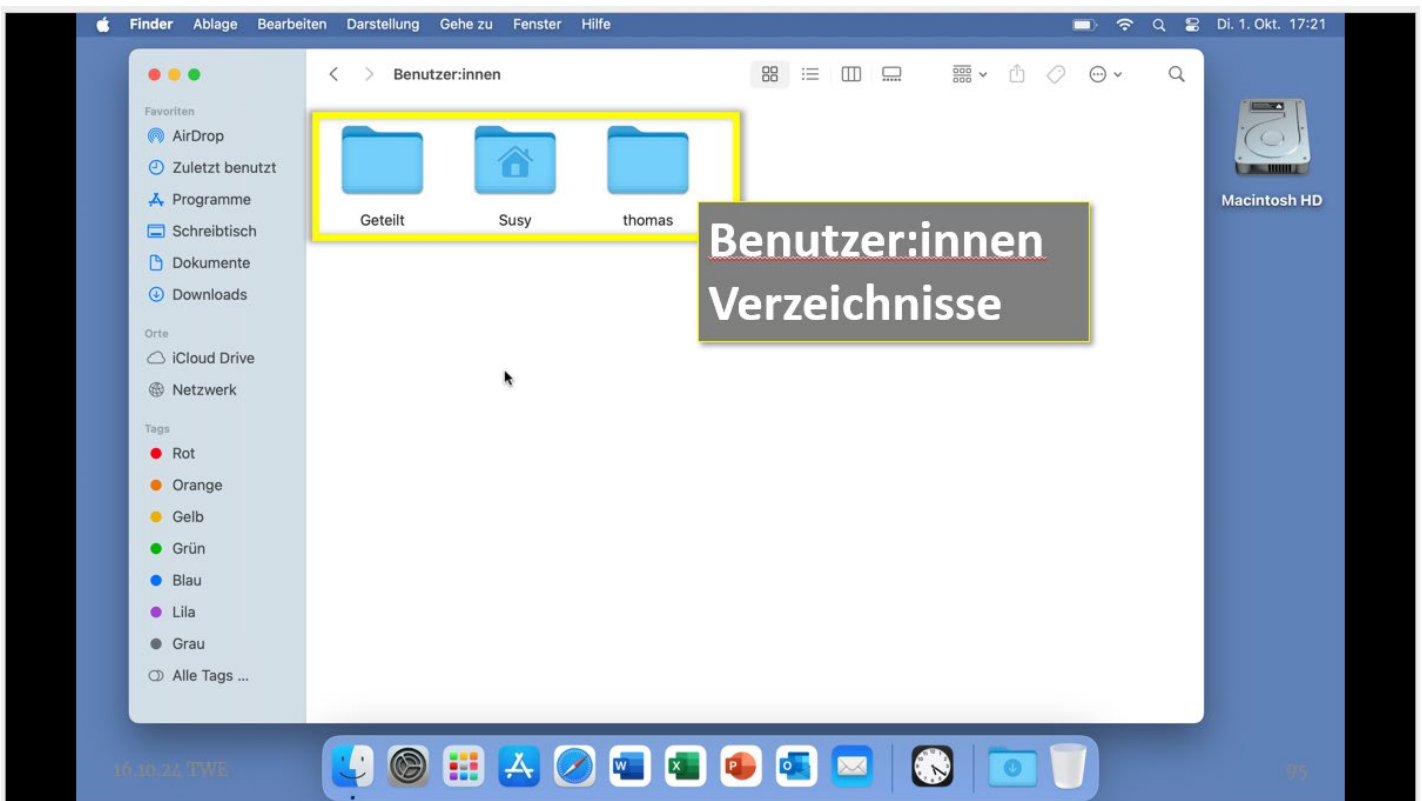 Finder Ablage Bearbeiten Darstellung Gehe zu Fenster Hilfe Di. 1. Okt. 17:21
Benutzer:innen
Favoriten
AirDrop
Zuletzt benutzt
Programme
Schreibtisch
Dokumente
Downloads
Orte
iCloud Drive
Netzwerk
Tags
Rot
Orange
Gelb
Grün
Blau
Lila
Grau
Alle Tags ...
Geteilt Susy thomas
Benutzer:innen
Verzeichnisse
Macintosh HD
W X P O
16.10.24 TWE
95